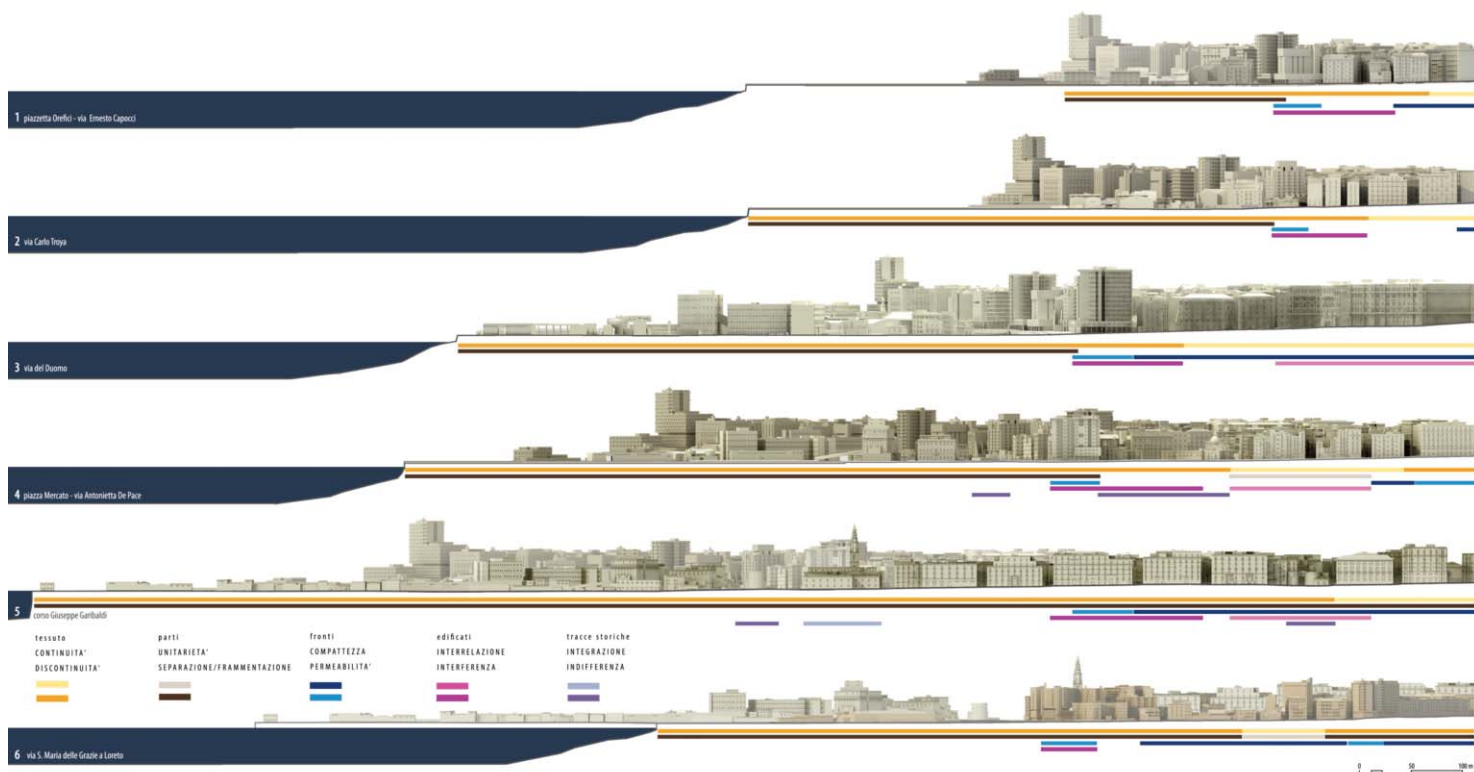 1 piazzetta Orefici - via Ernesto Capocci
2 via Carlo Troya
3 via del Duomo
4 piazza Mercato - via Antonietta De Pace
5 corso Giuseppe Garibaldi
tessuto
CONTINUITA'
DISCONTINUITA'
parti
UNITARIETA'
SEPARAZIONE/FRAMMENTAZIONE
fronti
COMPATTEZZA
PERMEABILITA'
edificati
INTERRELAZIONE
INTERFERENZA
tracce storiche
INTEGRAZIONE
INDIFFERENZA
6 via S. Maria delle Grazie a Loreto
0 50 100 m